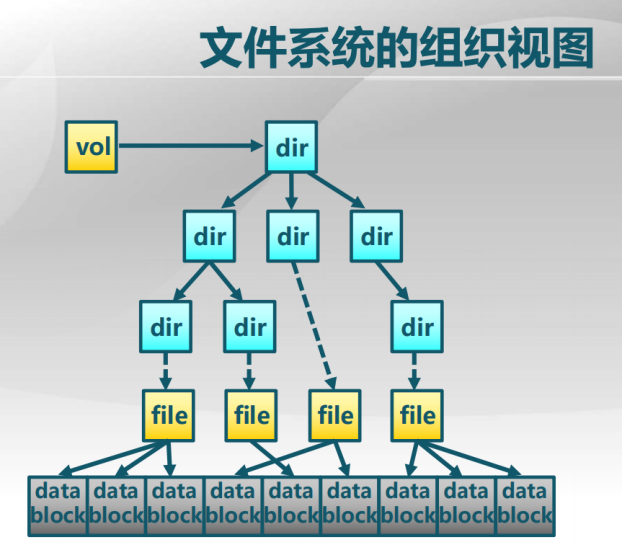 文件系统的组织视图
vol
dir
dir
dir
dir
dir
dir
dir
file
file
file
file
data
block
data
block
data
block
data
block
data
block
data
block
data
block
data
block
data
block